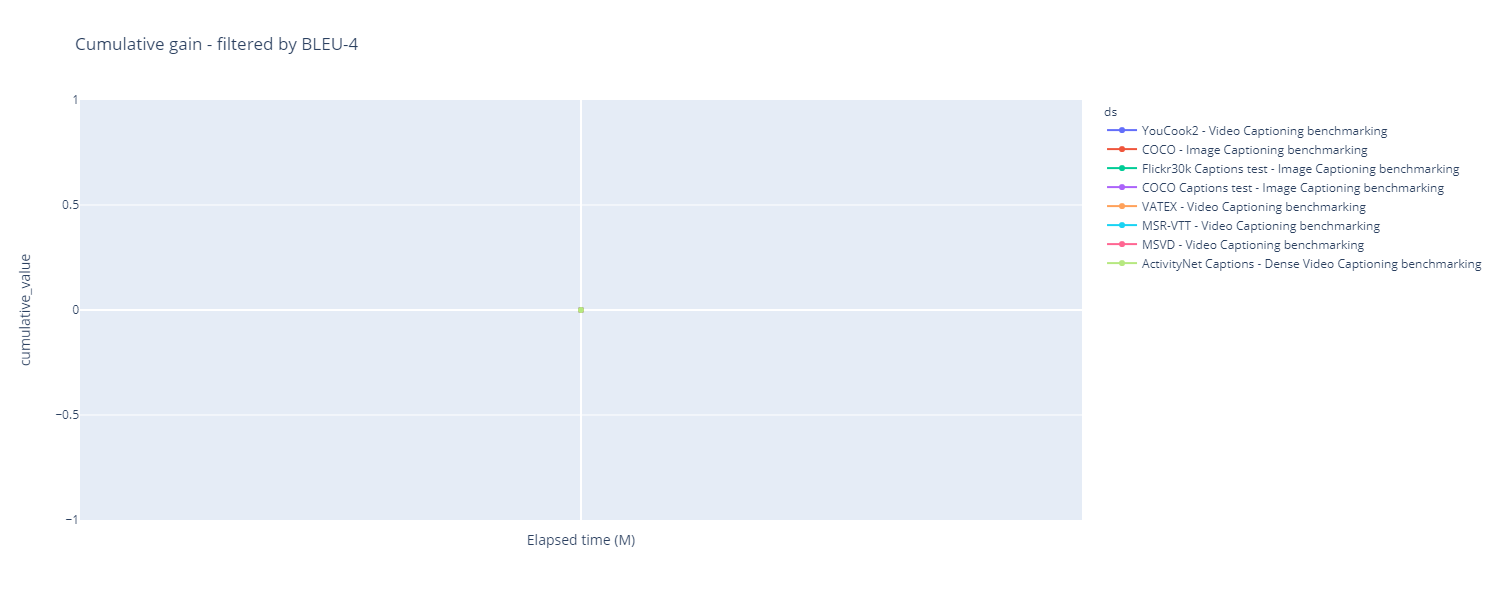 Cumulative gain - filtered by BLEU-4
1
0.5
0
−0.5
−1
cumulative_value
Elapsed time (M)
ds
YouCook2 - Video Captioning benchmarking
COCO - Image Captioning benchmarking
Flickr30k Captions test - Image Captioning benchmarking
COCO Captions test - Image Captioning benchmarking
VATEX - Video Captioning benchmarking
MSR-VTT - Video Captioning benchmarking
MSVD - Video Captioning benchmarking
ActivityNet Captions - Dense Video Captioning benchmarking